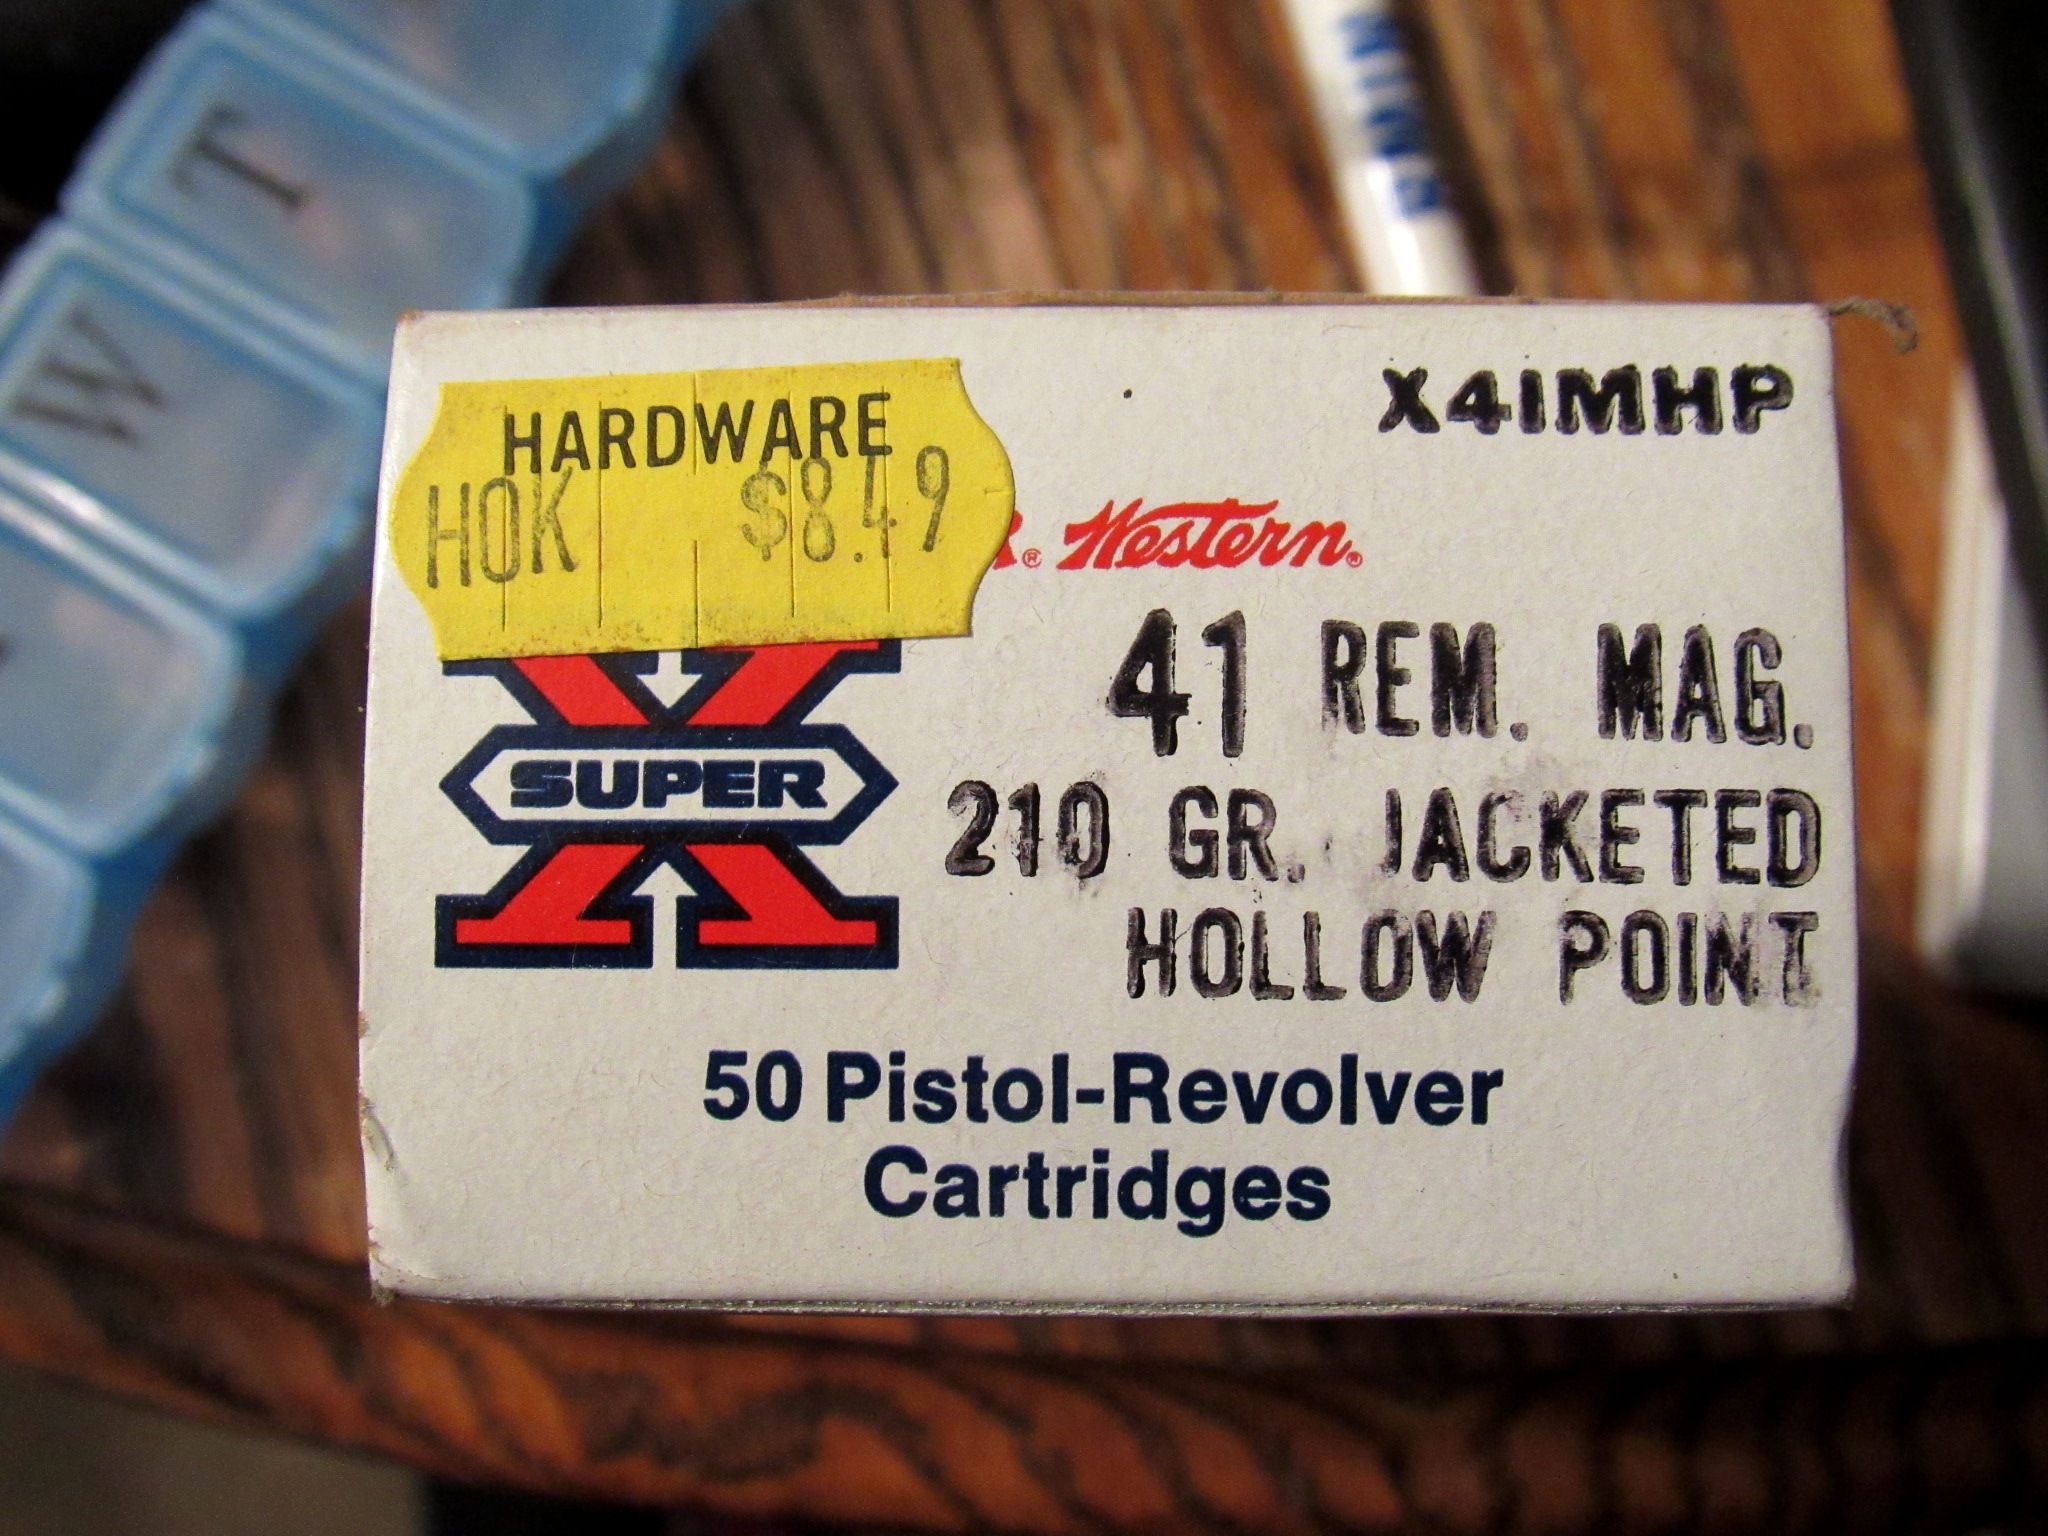 T
W
HARDWARE
HOK $8.49
X41MHP
R.® Western®
41 REM. MAG.
SUPER
X
210 GR. JACKETED
HOLLOW POINT
50 Pistol-Revolver
Cartridges